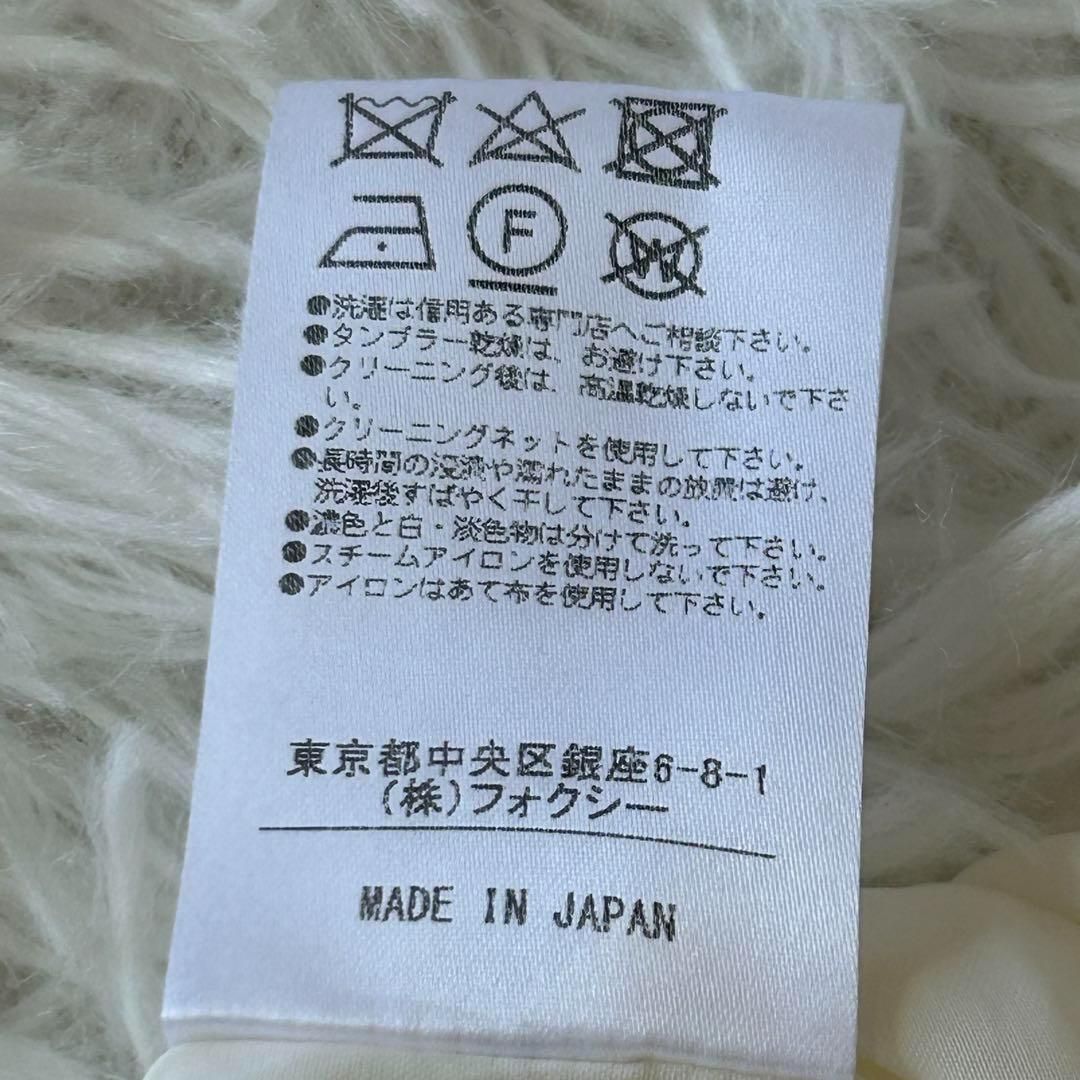 F
W
●洗濯は信用ある専門店へご相談下さい。
●タンブラー乾燥は、お避け下さい。
●クリーニング後は、高温乾燥しないで下さ
い。
●クリーニングネットを使用して下さい。
●長時間の浸漬や濡れたままの放置は避け、
洗濯後すばやく干して下さい。
●濃色と白・淡色物は分けて洗って下さい。
●スチームアイロンを使用しないで下さい。
●アイロンはあて布を使用して下さい。
東京都中央区銀座6-8-1
(株)フォクシー
MADE IN JAPAN